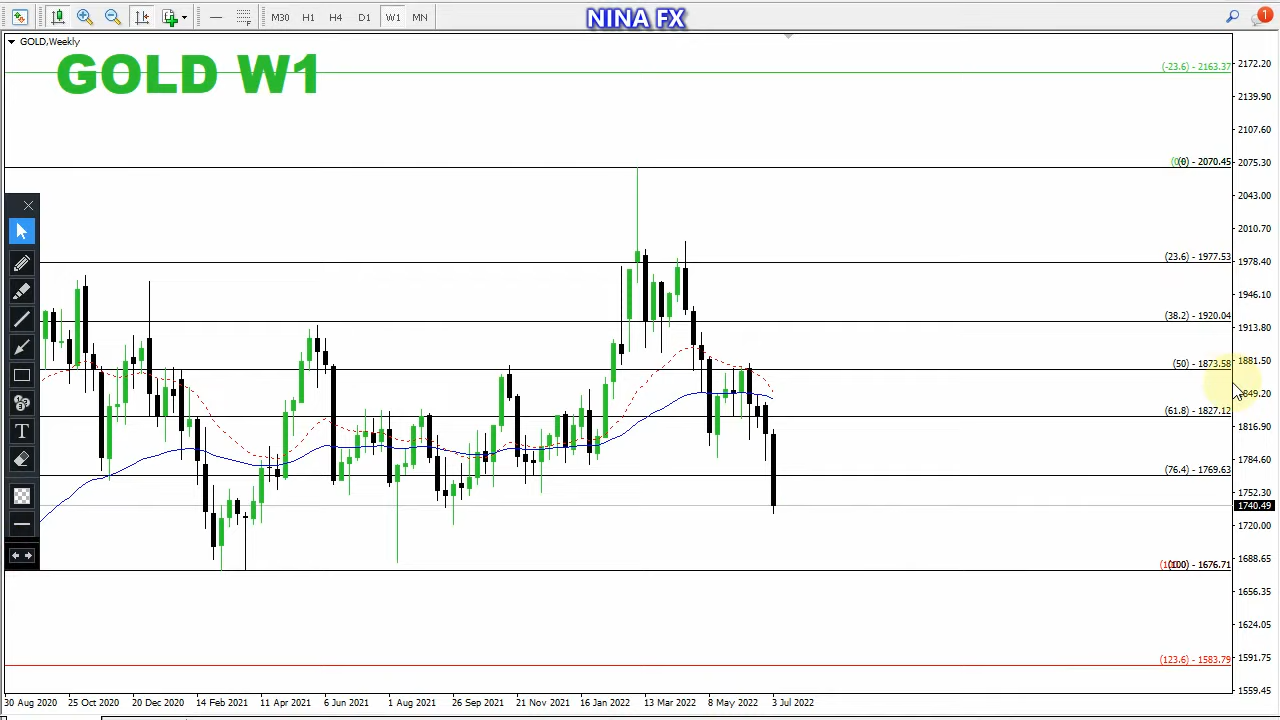 M30 H1 H4 D1 W1 MN
NINA FX
1
GOLD,Weekly
GOLD W1
(-23.6) - 2163.37
(0) - 2070.45
(23.6) - 1977.53
(38.2) - 1920.04
(50) - 1873.58
(61.8) - 1827.12
(76.4) - 1769.63
(100) - 1676.71
(123.6) - 1583.79
2172.20
2139.90
2107.60
2075.30
2043.00
2010.70
1978.40
1946.10
1913.80
1881.50
1849.20
1816.90
1784.60
1752.30
1740.49
1720.00
1688.65
1656.35
1624.05
1591.75
1559.45
T
30 Aug 2020 25 Oct 2020 20 Dec 2020 14 Feb 2021 11 Apr 2021 6 Jun 2021 1 Aug 2021 26 Sep 2021 21 Nov 2021 16 Jan 2022 13 Mar 2022 8 May 2022 3 Jul 2022